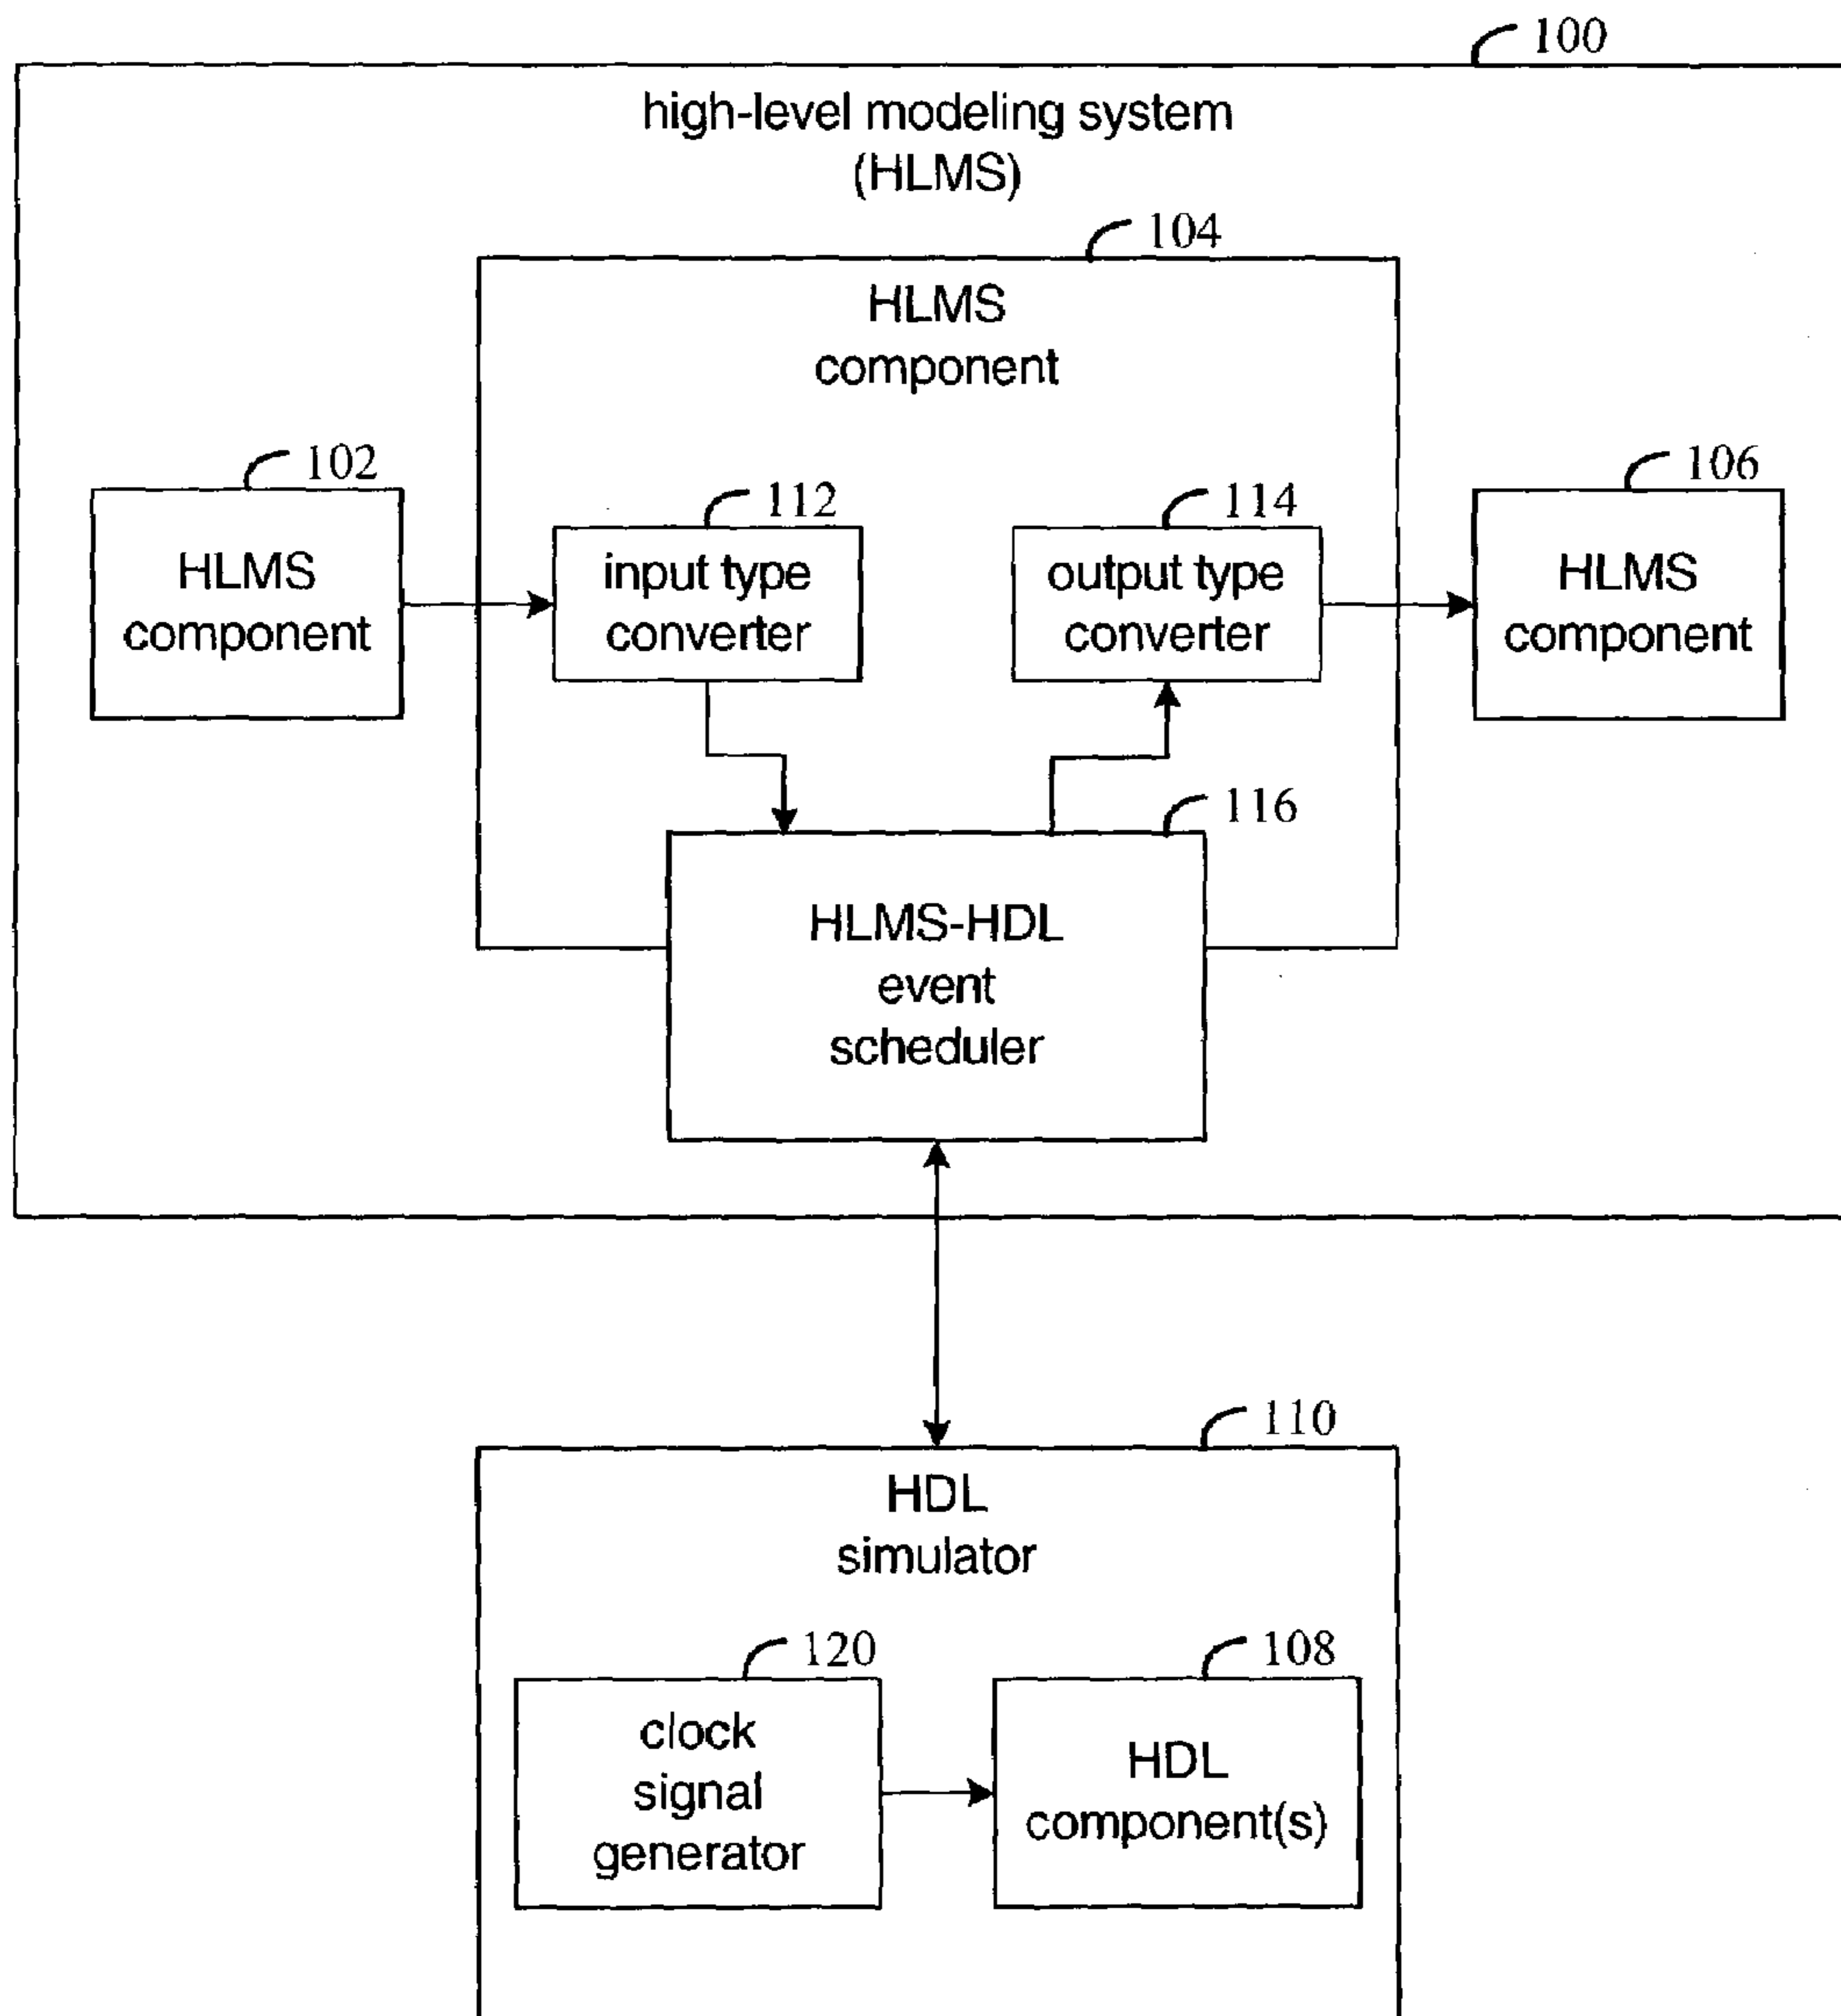 100
high-level modeling system
(HLMS)
104
HLMS
component
102
HLMS
component
112
input type
converter
114
output type
converter
106
HLMS
component
116
HLMS-HDL
event
scheduler
110
HDL
simulator
120
clock
signal
generator
108
HDL
component(s)